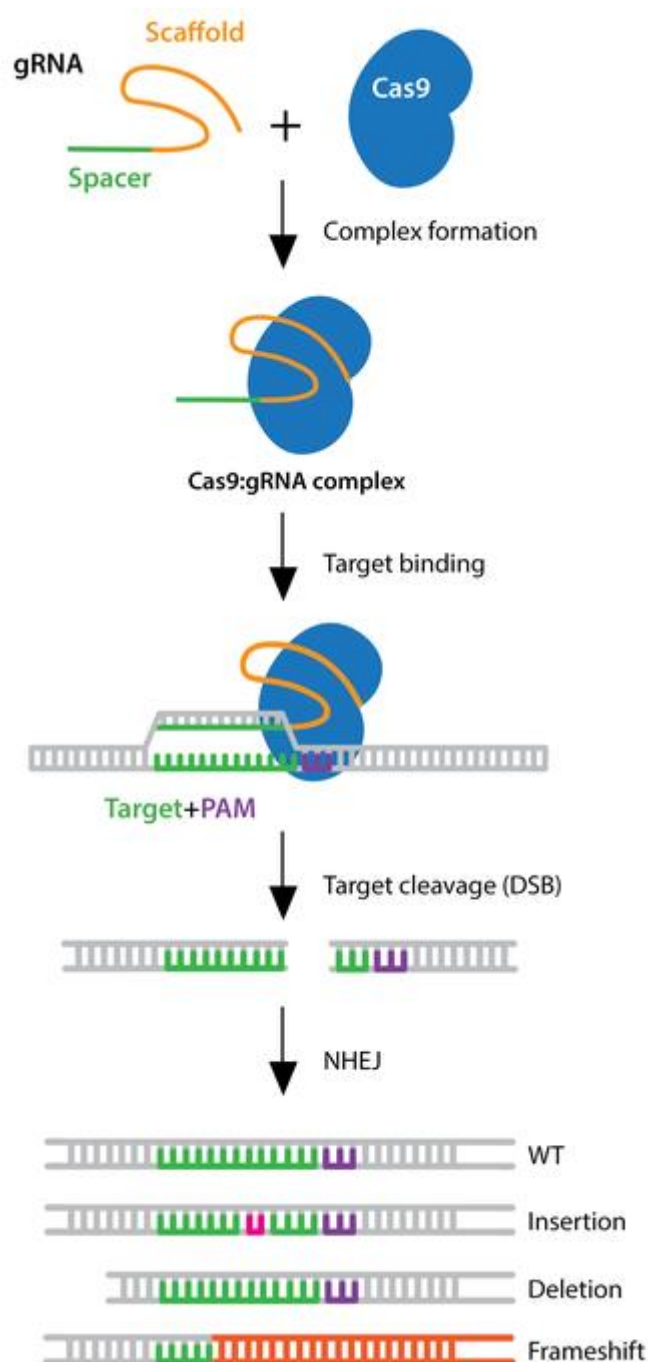 Scaffold
gRNA
Cas9
+
Spacer
Complex formation
Cas9:gRNA complex
Target binding
Target+PAM
Target cleavage (DSB)
NHEJ
WT
Insertion
Deletion
Frameshift